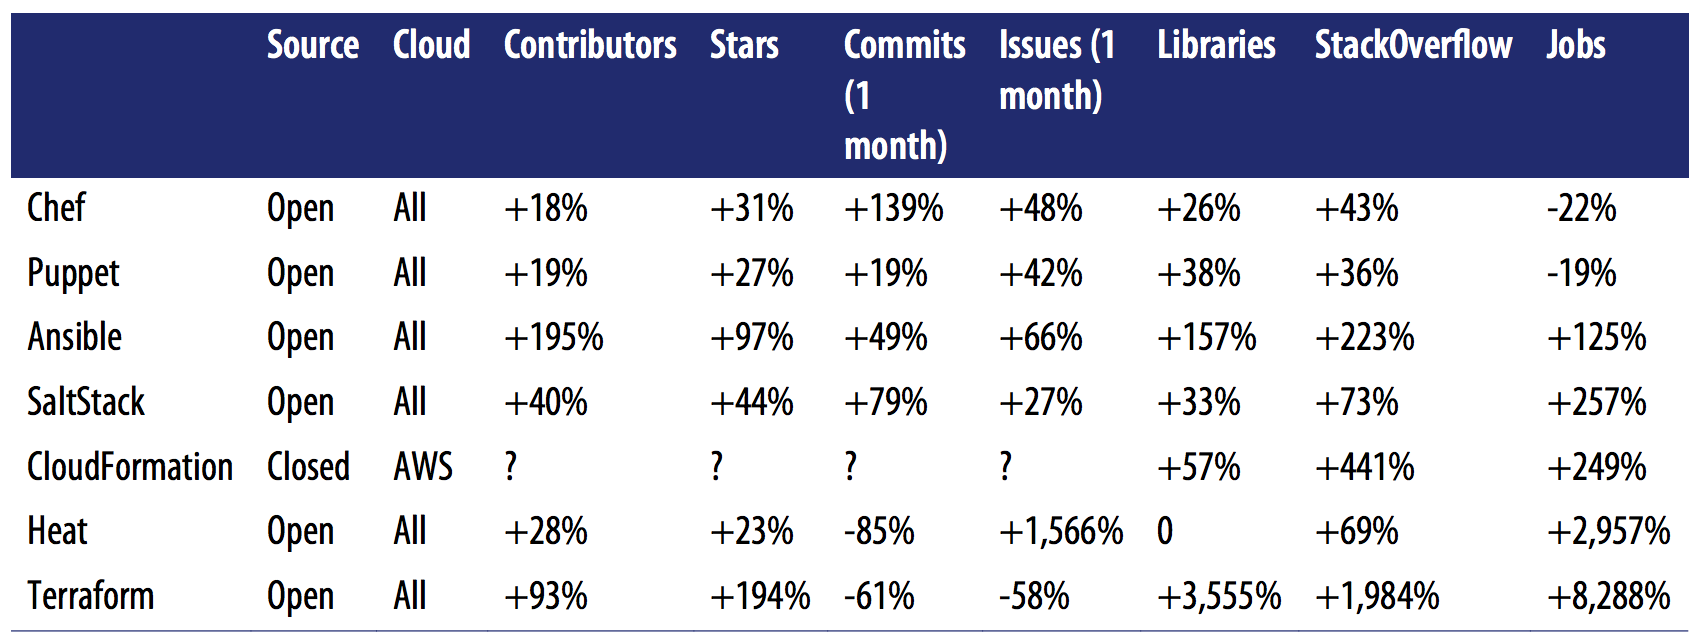 Source Cloud Contributors Stars Commits (1 month) Issues (1 month) Libraries StackOverflow Jobs
Chef Open All +18% +31% +139% +48% +26% +43% -22%
Puppet Open All +19% +27% +19% +42% +38% +36% -19%
Ansible Open All +195% +97% +49% +66% +157% +223% +125%
SaltStack Open All +40% +44% +79% +27% +33% +73% +257%
CloudFormation Closed AWS ? ? ? ? +57% +441% +249%
Heat Open All +28% +23% -85% +1,566% 0 +69% +2,957%
Terraform Open All +93% +194% -61% -58% +3,555% +1,984% +8,288%